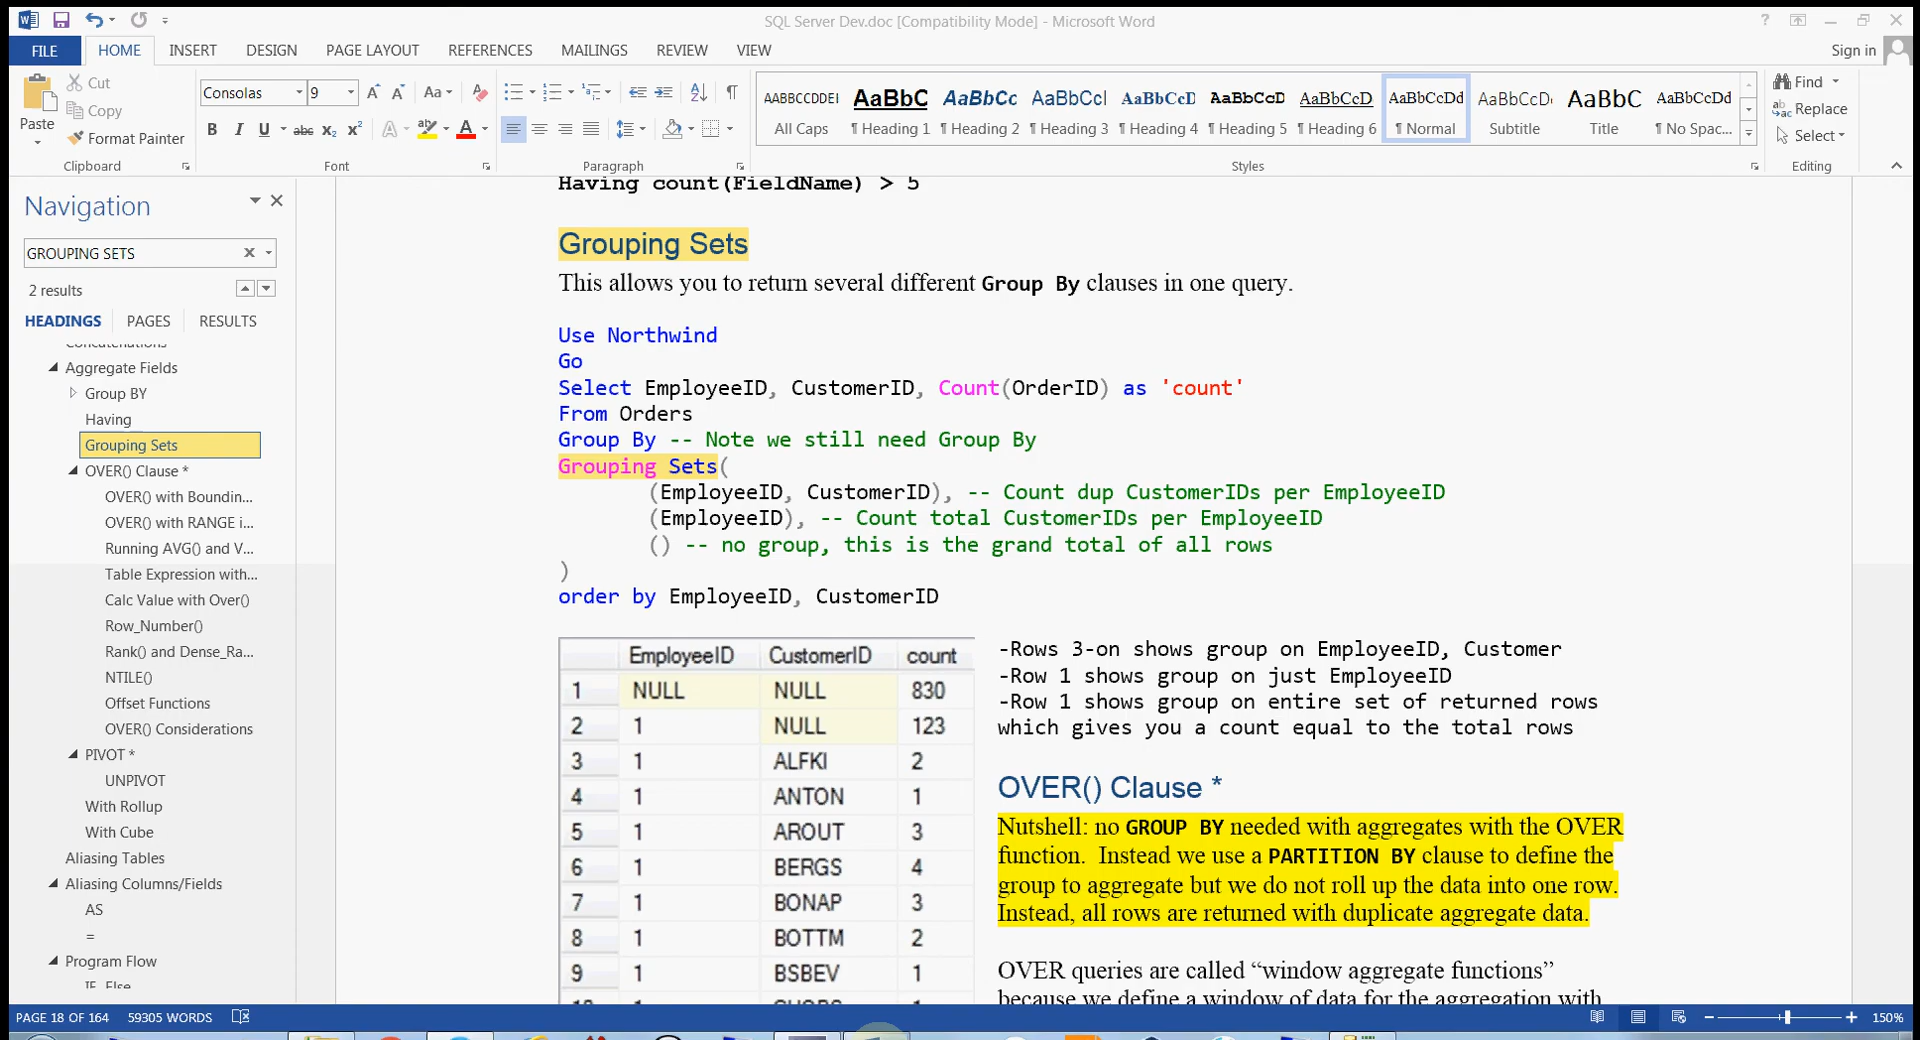 SQL Server Dev.doc [Compatibility Mode] - Microsoft Word
FILE HOME INSERT DESIGN PAGE LAYOUT REFERENCES MAILINGS REVIEW VIEW Sign in
Paste
Cut
Copy
Format Painter
Clipboard
Consolas 9
Font
Paragraph
AABBCCDDEI AaBbC AaBbCc AaBbCcI AaBbCcD AaBbCcD AaBbCcD AaBbCcDd AaBbCcDc AaBbC AaBbCcDd
All Caps ¶ Heading 1 ¶ Heading 2 ¶ Heading 3 ¶ Heading 4 ¶ Heading 5 ¶ Heading 6 ¶ Normal Subtitle Title ¶ No Spac...
Styles
Find
Replace
Select
Editing
Navigation
GROUPING SETS
2 results
HEADINGS PAGES RESULTS
Concatenations
Aggregate Fields
Group BY
Having
Grouping Sets
OVER() Clause *
OVER() with Boundin...
OVER() with RANGE i...
Running AVG() and V...
Table Expression with...
Calc Value with Over()
Row_Number()
Rank() and Dense_Ra...
NTILE()
Offset Functions
OVER() Considerations
PIVOT *
UNPIVOT
With Rollup
With Cube
Aliasing Tables
Aliasing Columns/Fields
AS
=
Program Flow
IF Else
Having count(FieldName) > 5
Grouping Sets
This allows you to return several different Group By clauses in one query.
Use Northwind
Go
Select EmployeeID, CustomerID, Count(OrderID) as 'count'
From Orders
Group By -- Note we still need Group By
Grouping Sets(
(EmployeeID, CustomerID), -- Count dup CustomerIDs per EmployeeID
(EmployeeID), -- Count total CustomerIDs per EmployeeID
() -- no group, this is the grand total of all rows
)
order by EmployeeID, CustomerID
EmployeeID CustomerID count
1 NULL NULL 830
2 1 NULL 123
3 1 ALFKI 2
4 1 ANTON 1
5 1 AROUT 3
6 1 BERGS 4
7 1 BONAP 3
8 1 BOTTM 2
9 1 BSBEV 1
-Rows 3-on shows group on EmployeeID, Customer
-Row 1 shows group on just EmployeeID
-Row 1 shows group on entire set of returned rows
which gives you a count equal to the total rows
OVER() Clause *
Nutshell: no GROUP BY needed with aggregates with the OVER
function. Instead we use a PARTITION BY clause to define the
group to aggregate but we do not roll up the data into one row.
Instead, all rows are returned with duplicate aggregate data.
OVER queries are called “window aggregate functions”
because we define a window of data for the aggregation with
PAGE 18 OF 164 59305 WORDS 150%